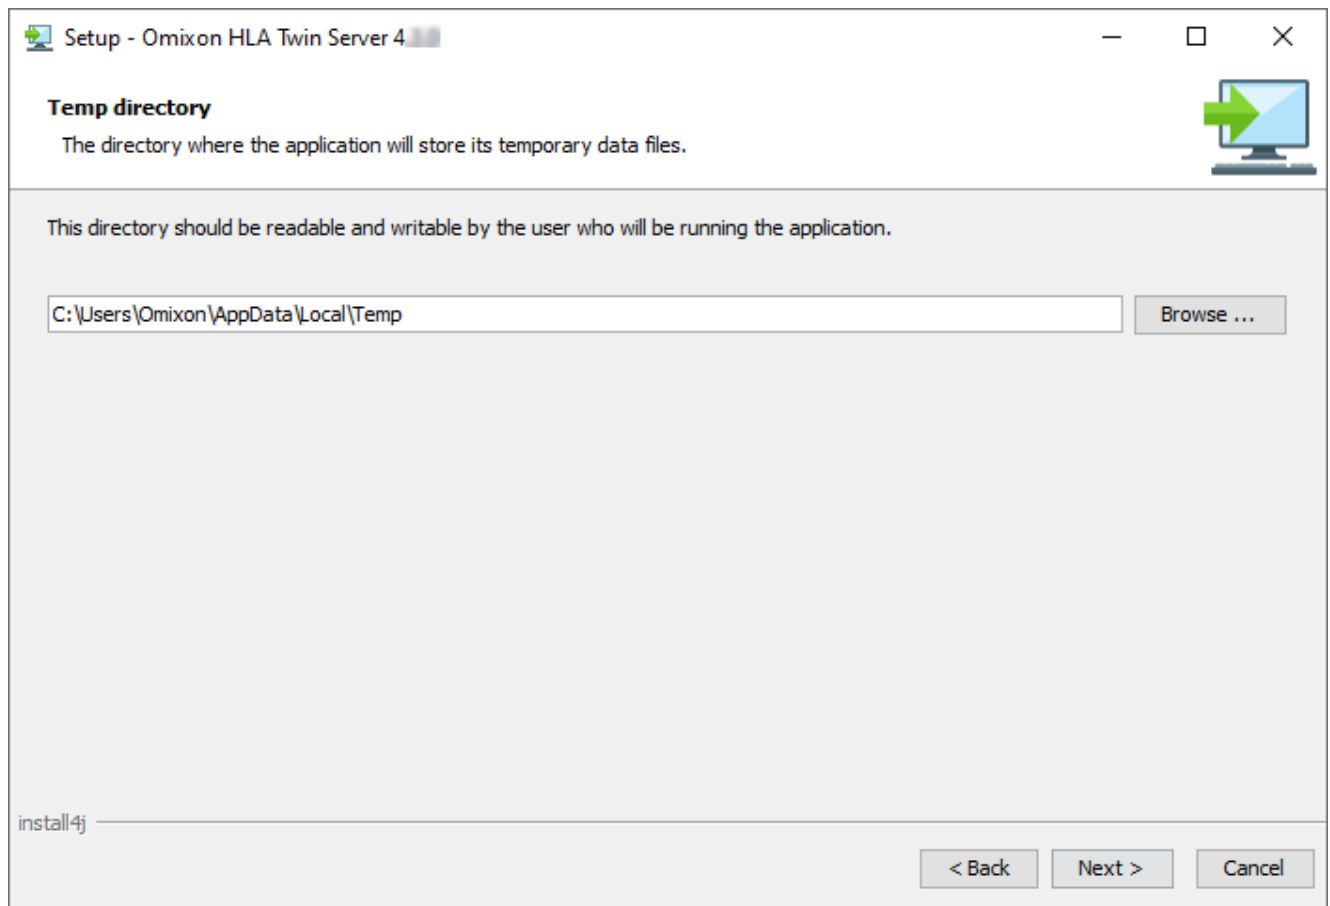 Setup - Omixon HLA Twin Server 4
Temp directory
The directory where the application will store its temporary data files.
This directory should be readable and writable by the user who will be running the application.
C:\Users\Omixon\AppData\Local\Temp
Browse ...
install4j
< Back
Next >
Cancel